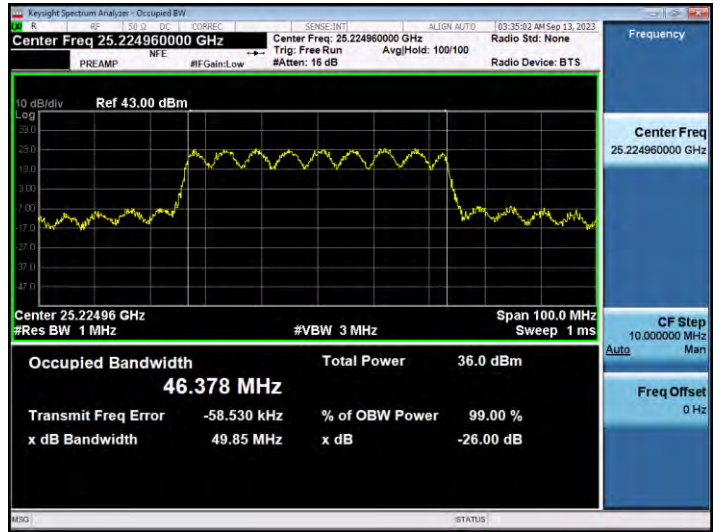 Keysight Spectrum Analyzer - Occupied BW
R RF 50 Ω DC CORREC SENSE:INT ALIGN AUTO 03:35:02 AM Sep 13, 2023
Center Freq 25.224960000 GHz
NFE
PREAMP #IFGain:Low
Center Freq: 25.224960000 GHz
Trig: Free Run Avg|Hold: 100/100
#Atten: 16 dB
Radio Std: None
Radio Device: BTS
10 dB/div Ref 43.00 dBm
Log
33.0
23.0
13.0
3.00
-7.00
-17.0
-27.0
-37.0
-47.0
Center 25.22496 GHz Span 100.0 MHz
#Res BW 1 MHz #VBW 3 MHz Sweep 1 ms
Occupied Bandwidth Total Power 36.0 dBm
46.378 MHz
Transmit Freq Error -58.530 kHz % of OBW Power 99.00 %
x dB Bandwidth 49.85 MHz x dB -26.00 dB
Frequency
Center Freq
25.224960000 GHz
CF Step
10.000000 MHz
Auto Man
Freq Offset
0 Hz
MSG STATUS